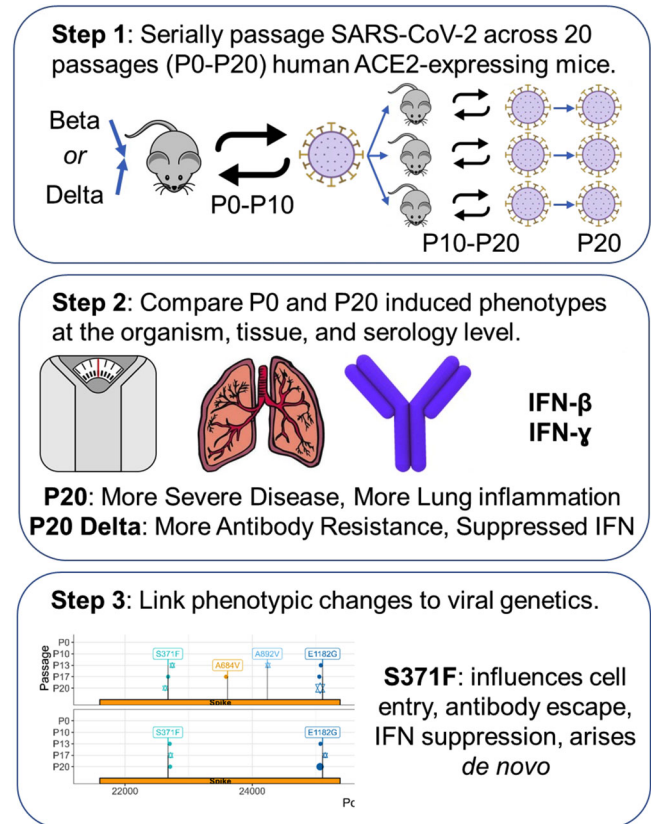 Step 1: Serially passage SARS-CoV-2 across 20
passages (P0-P20) human ACE2-expressing mice.
Beta
or
Delta
P0-P10
P10-P20
P20
Step 2: Compare P0 and P20 induced phenotypes
at the organism, tissue, and serology level.
IFN-β
IFN-ɣ
P20: More Severe Disease, More Lung inflammation
P20 Delta: More Antibody Resistance, Suppressed IFN
Step 3: Link phenotypic changes to viral genetics.
Passage
P0
P10
P13
P17
P20
S371F
A684V
A892V
E1182G
Spike
P0
P10
P13
P17
P20
S371F
E1182G
Spike
22000
24000
S371F: influences cell
entry, antibody escape,
IFN suppression, arises
de novo